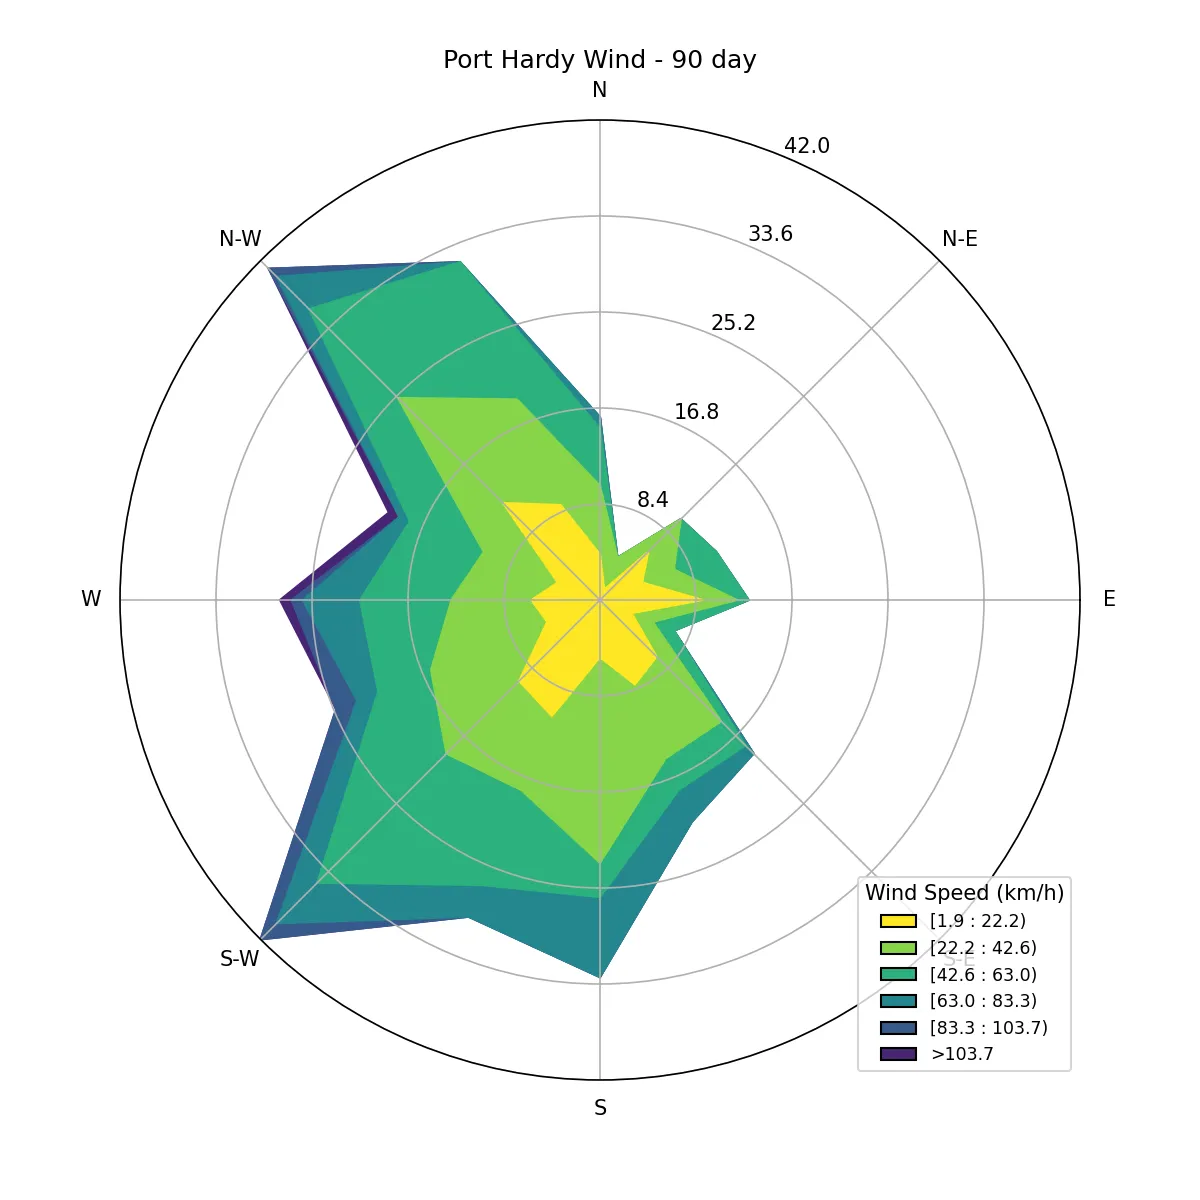 Port Hardy Wind - 90 day
N
42.0
N-W
33.6
N-E
25.2
16.8
8.4
W
E
Wind Speed (km/h)
[1.9 : 22.2)
[22.2 : 42.6)
S-W
S-E
[42.6 : 63.0)
[63.0 : 83.3)
[83.3 : 103.7)
>103.7
S